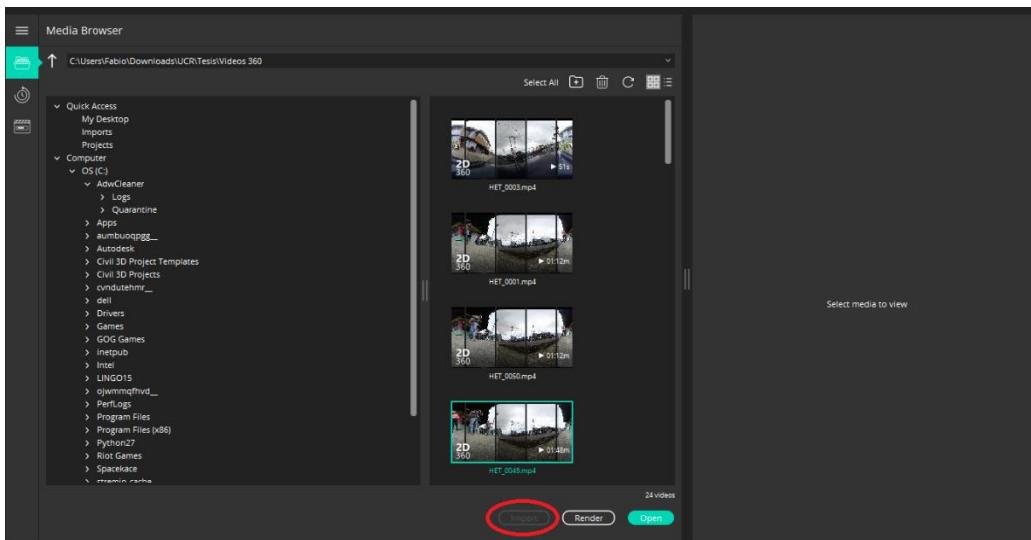 Media Browser
C:\Users\Fabio\Downloads\UCR\Tesis\Videos 360
Select All
Quick Access
My Desktop
Imports
Projects
Computer
OS (C:)
AdwCleaner
Logs
Quarantine
Apps
aumbuoqpgg__
Autodesk
Civil 3D Project Templates
Civil 3D Projects
cvndutehmr__
dell
Drivers
Games
GOG Games
inetpub
Intel
LINGO15
ojwmmqfhvd__
PerfLogs
Program Files
Program Files (x86)
Python27
Riot Games
Spacekace
stremin cache
2D
360
51s
HET_0003.mp4
2D
360
01:12m
HET_0001.mp4
2D
360
01:12m
HET_0050.mp4
2D
360
01:48m
HET_0048.mp4
24 videos
Import
Render
Open
Select media to view